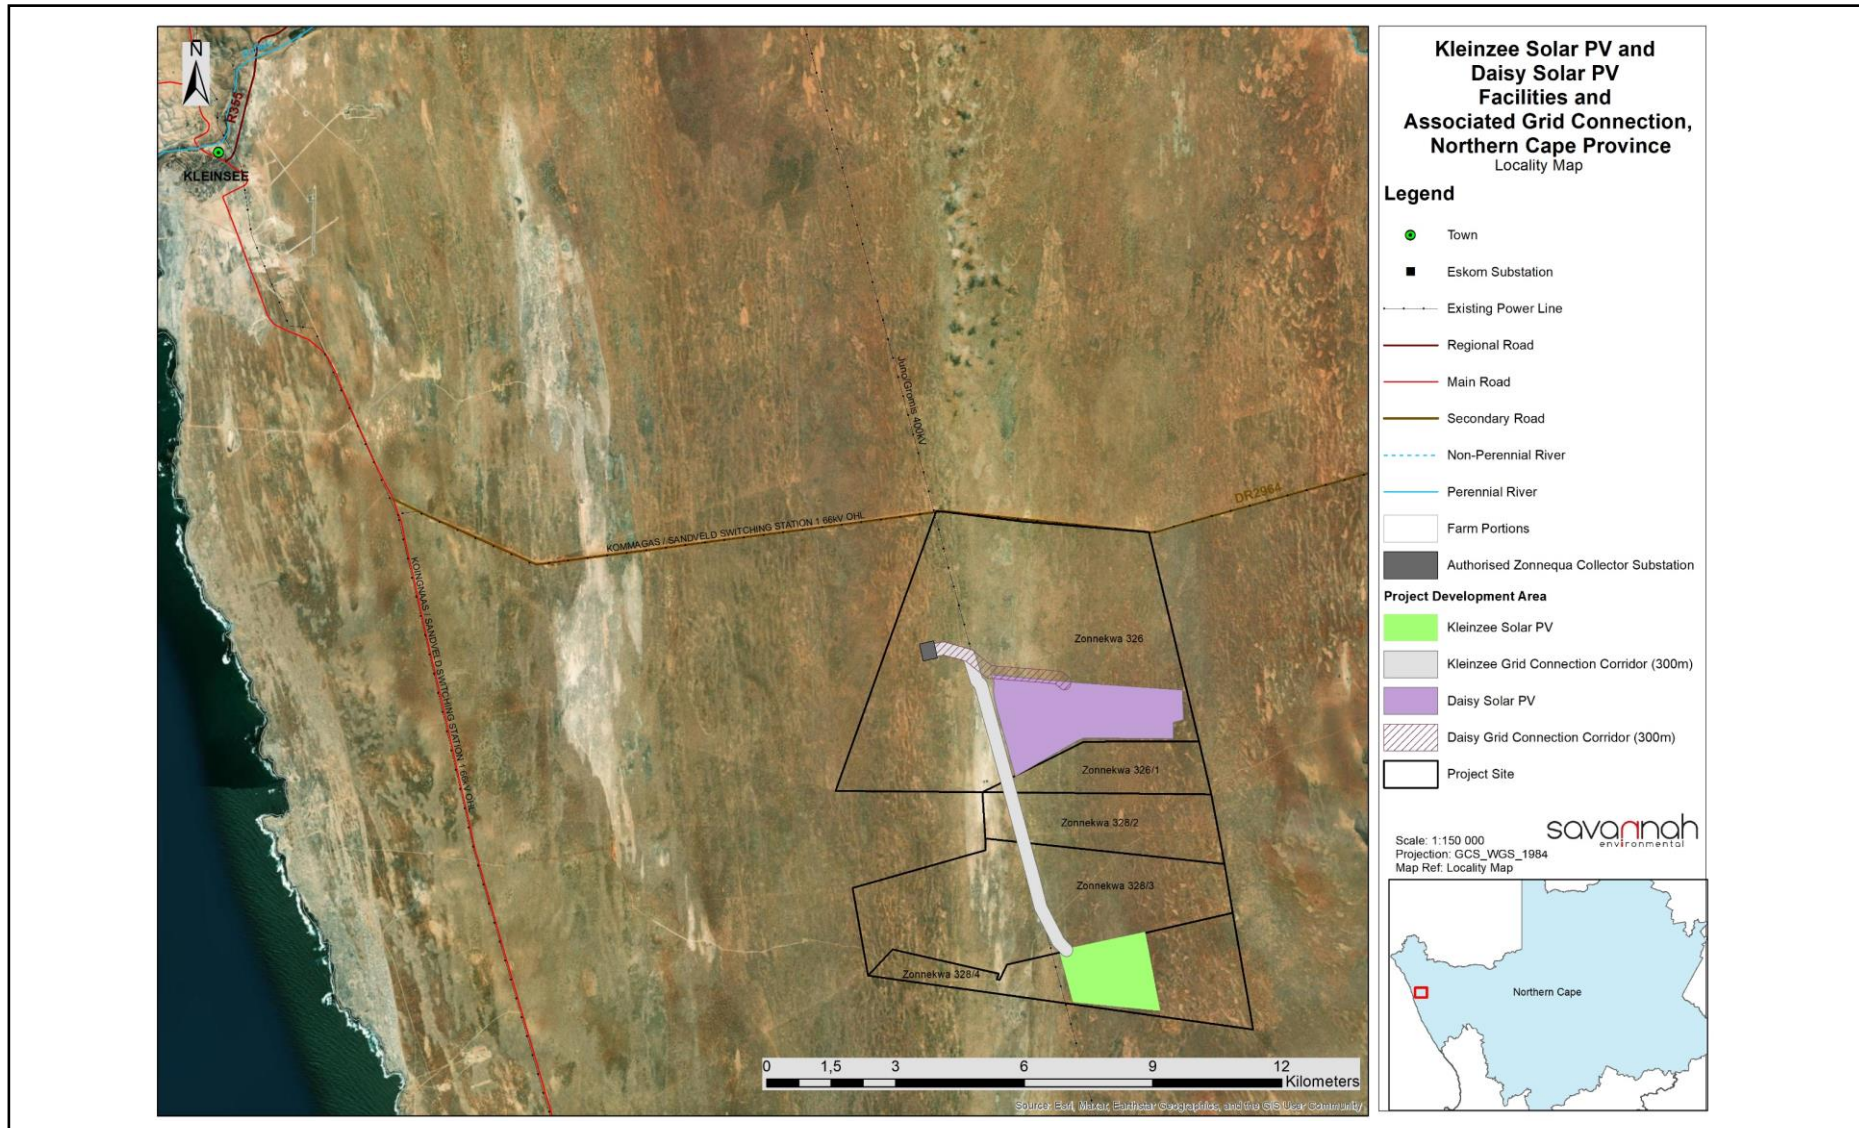 N
R355
KLEINSEE
Juno/Gromis 400kV
KOMMAGAS / SANDVELD SWITCHING STATION 1 66kV OHL
DR2964
KOINGNAAS / SANDVELD SWITCHING STATION 1 66kV OHL
Zonnekwa 326
Zonnekwa 326/1
Zonnekwa 328/2
Zonnekwa 328/3
Zonnekwa 328/4
0 1,5 3 6 9 12
Kilometers
Source: Esri, Maxar, Earthstar Geographics, and the GIS User Community
Kleinzee Solar PV and
Daisy Solar PV
Facilities and
Associated Grid Connection,
Northern Cape Province
Locality Map
Legend
Town
Eskom Substation
Existing Power Line
Regional Road
Main Road
Secondary Road
Non-Perennial River
Perennial River
Farm Portions
Authorised Zonnequa Collector Substation
Project Development Area
Kleinzee Solar PV
Kleinzee Grid Connection Corridor (300m)
Daisy Solar PV
Daisy Grid Connection Corridor (300m)
Project Site
savannah
environmental
Scale: 1:150 000
Projection: GCS_WGS_1984
Map Ref: Locality Map
Northern Cape